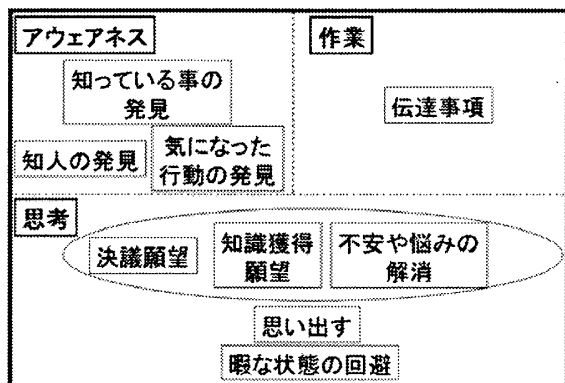 アウェアネス
作業
知っている事の
発見
伝達事項
知人の発見
気になった
行動の発見
思考
決議願望
知識獲得
願望
不安や悩みの
解消
思い出す
暇な状態の回避